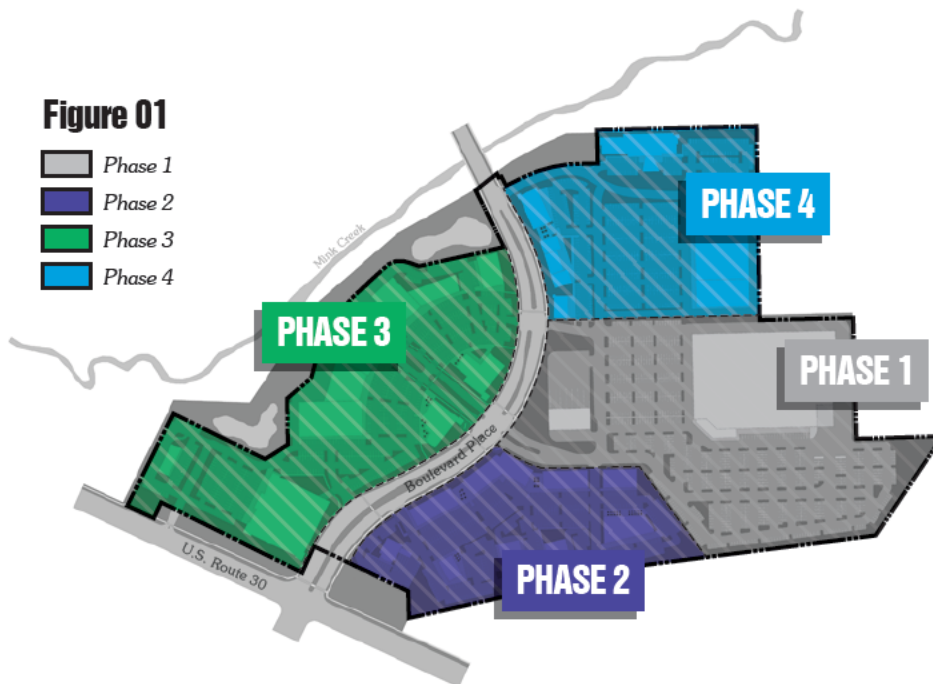 Figure 01
Phase 1
Phase 2
Phase 3
Phase 4
Mink Creek
PHASE 4
PHASE 3
PHASE 1
Boulevard Place
U.S. Route 30
PHASE 2